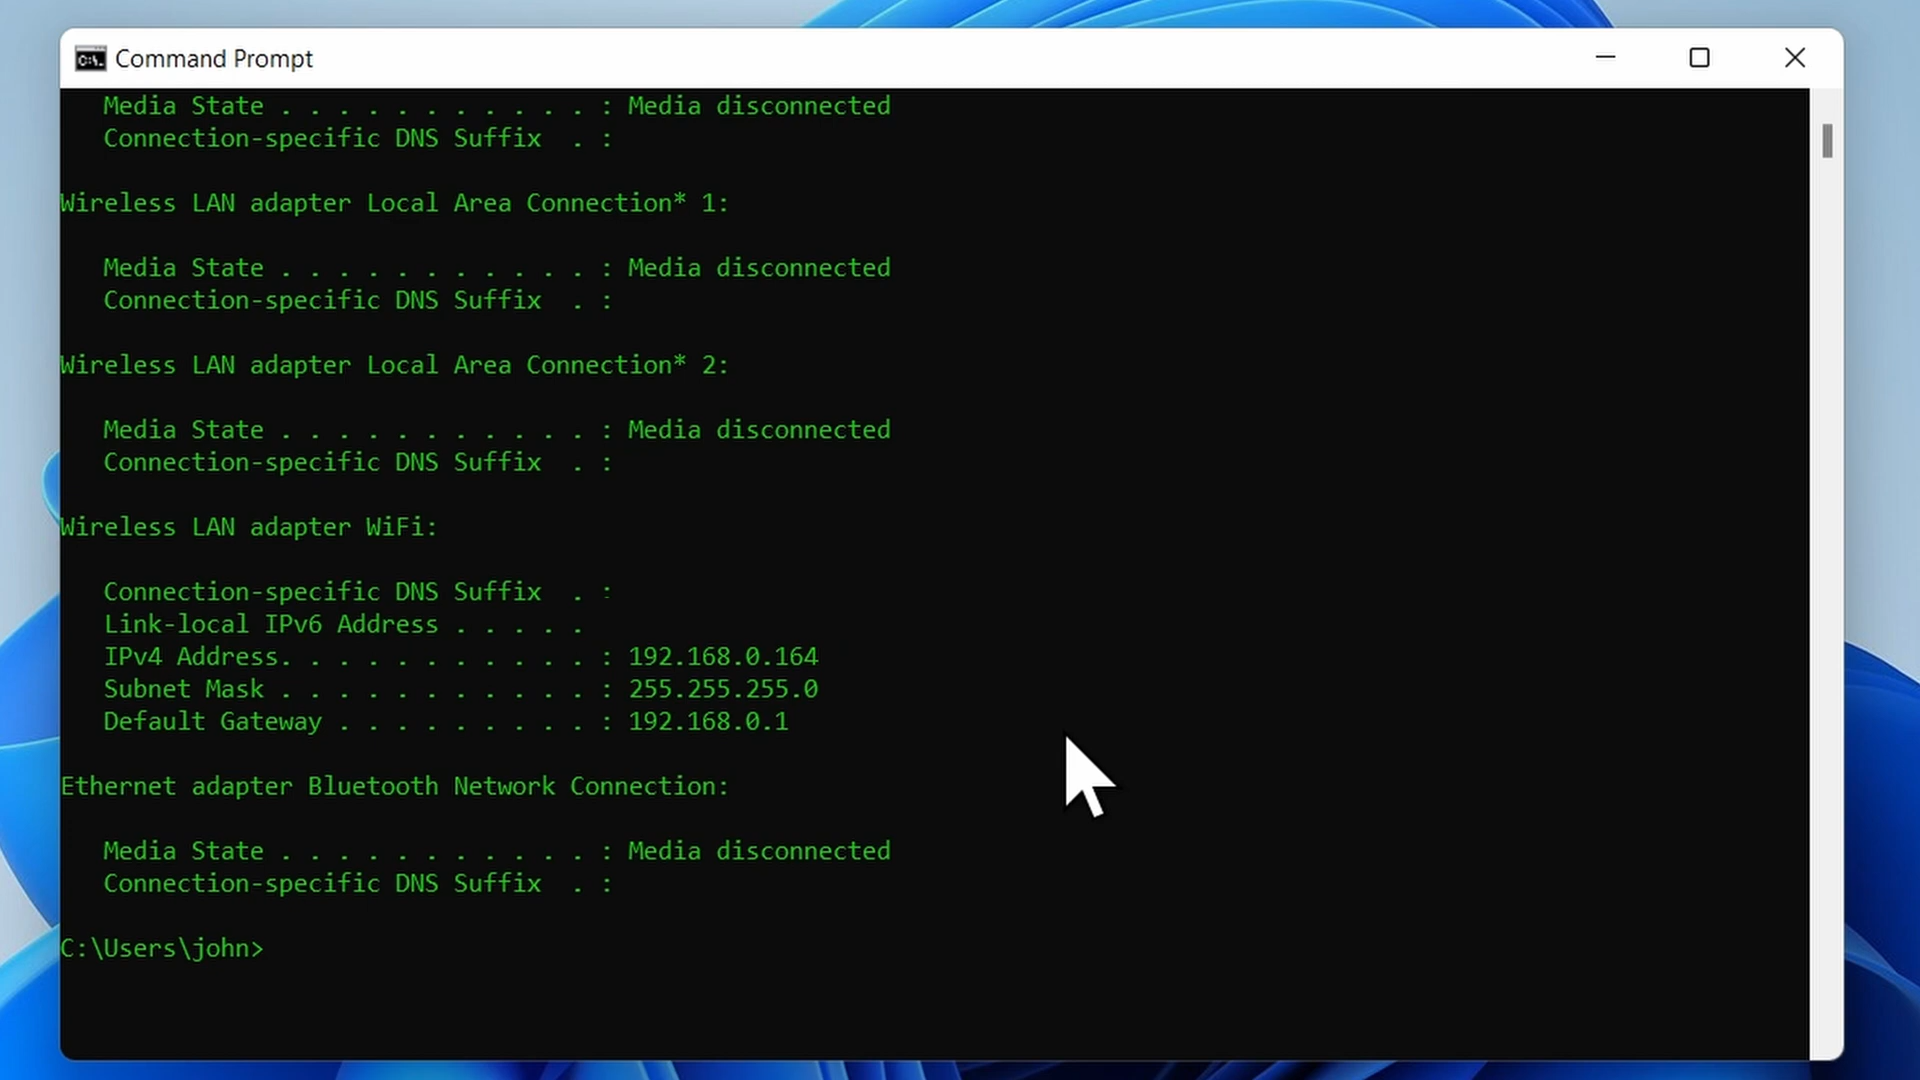 Command Prompt
Media State . . . . . . . . . . . : Media disconnected
Connection-specific DNS Suffix  . :
Wireless LAN adapter Local Area Connection* 1:
Media State . . . . . . . . . . . : Media disconnected
Connection-specific DNS Suffix  . :
Wireless LAN adapter Local Area Connection* 2:
Media State . . . . . . . . . . . : Media disconnected
Connection-specific DNS Suffix  . :
Wireless LAN adapter WiFi:
Connection-specific DNS Suffix  . :
Link-local IPv6 Address . . . . .
IPv4 Address. . . . . . . . . . . : 192.168.0.164
Subnet Mask . . . . . . . . . . . : 255.255.255.0
Default Gateway . . . . . . . . . : 192.168.0.1
Ethernet adapter Bluetooth Network Connection:
Media State . . . . . . . . . . . : Media disconnected
Connection-specific DNS Suffix  . :
C:\Users\john>